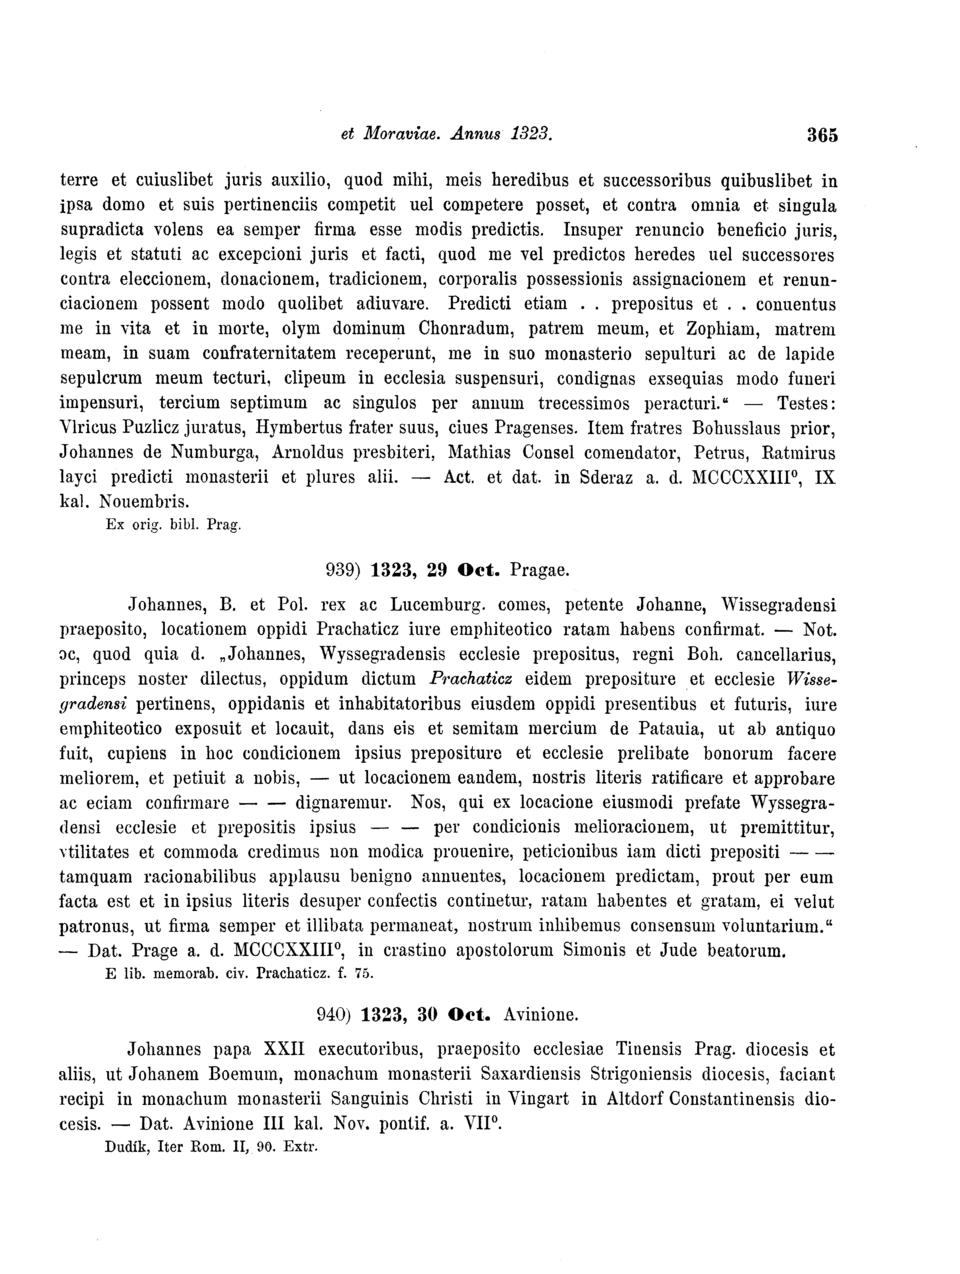 et Moraviae. Annus 1323. 365
terre et cuiuslibet juris auxilio, quod mihi, meis heredibus et successoribus quibuslibet in
ipsa domo et suis pertinenciis competit uel competere posset, et contra omnia et singula
supradicta volens ea semper firma esse modis predictis. Insuper renuncio beneficio juris,
legis et statuti ac excepcioni juris et facti, quod me vel predictos heredes uel successores
contra eleccionem, donacionem, tradicionem, corporalis possessionis assignacionem et renun-
ciacionem possent modo quolibet adiuvare. Predicti etiam . . prepositus et . . conuentus
me in vita et in morte, olym dominum Chonradum, patrem meum, et Zophiam, matrem
meam, in suam confraternitatem receperunt, me in suo monasterio sepulturi ac de lapide
sepulcrum meum tecturi, clipeum in ecclesia suspensuri, condignas exsequias modo funeri
impensuri, tercium septimum ac singulos per annum trecessimos peracturi.“ — Testes:
Vlricus Puzlicz juratus, Hymbertus frater suus, ciues Pragenses. Item fratres Bohusslaus prior,
Johannes de Numburga, Arnoldus presbiteri, Mathias Consel comendator, Petrus, Ratmirus
layci predicti monasterii et plures alii. — Act. et dat. in Sderaz a. d. MCCCXXIII⁰, IX
kal. Nouembris.
Ex orig. bibl. Prag.
939) 1323, 29 Oct. Pragae.
Johannes, B. et Pol. rex ac Lucemburg. comes, petente Johanne, Wissegradensi
praeposito, locationem oppidi Prachaticz iure emphiteotico ratam habens confirmat. — Not.
oc, quod quia d. „Johannes, Wyssegradensis ecclesie prepositus, regni Boh. cancellarius,
princeps noster dilectus, oppidum dictum Prachaticz eidem prepositure et ecclesie Wisse-
gradensi pertinens, oppidanis et inhabitatoribus eiusdem oppidi presentibus et futuris, iure
emphiteotico exposuit et locauit, dans eis et semitam mercium de Patauia, ut ab antiquo
fuit, cupiens in hoc condicionem ipsius prepositure et ecclesie prelibate bonorum facere
meliorem, et petiuit a nobis, — ut locacionem eandem, nostris literis ratificare et approbare
ac eciam confirmare — — dignaremur. Nos, qui ex locacione eiusmodi prefate Wyssegra-
densi ecclesie et prepositis ipsius — — per condicionis melioracionem, ut premittitur,
vtilitates et commoda credimus non modica prouenire, peticionibus iam dicti prepositi — —
tamquam racionabilibus applausu benigno annuentes, locacionem predictam, prout per eum
facta est et in ipsius literis desuper confectis continetur, ratam habentes et gratam, ei velut
patronus, ut firma semper et illibata permaneat, nostrum inhibemus consensum voluntarium.“
— Dat. Prage a. d. MCCCXXIII⁰, in crastino apostolorum Simonis et Jude beatorum.
E lib. memorab. civ. Prachaticz. f. 75.
940) 1323, 30 Oct. Avinione.
Johannes papa XXII executoribus, praeposito ecclesiae Tinensis Prag. diocesis et
aliis, ut Johanem Boemum, monachum monasterii Saxardiensis Strigoniensis diocesis, faciant
recipi in monachum monasterii Sanguinis Christi in Vingart in Altdorf Constantinensis dio-
cesis. — Dat. Avinione III kal. Nov. pontif. a. VII⁰.
Dudík, Iter Rom. II, 90. Extr.